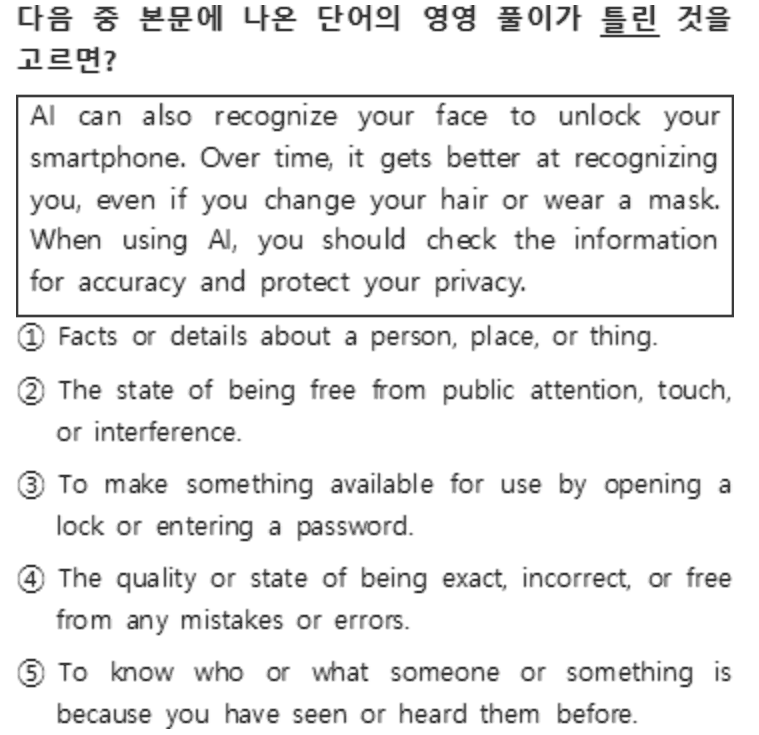 다음 중 본문에 나온 단어의 영영 풀이가 틀린 것을
고르면?
AI can also recognize your face to unlock your
smartphone. Over time, it gets better at recognizing
you, even if you change your hair or wear a mask.
When using AI, you should check the information
for accuracy and protect your privacy.
① Facts or details about a person, place, or thing.
② The state of being free from public attention, touch,
or interference.
③ To make something available for use by opening a
lock or entering a password.
④ The quality or state of being exact, incorrect, or free
from any mistakes or errors.
⑤ To know who or what someone or something is
because you have seen or heard them before.